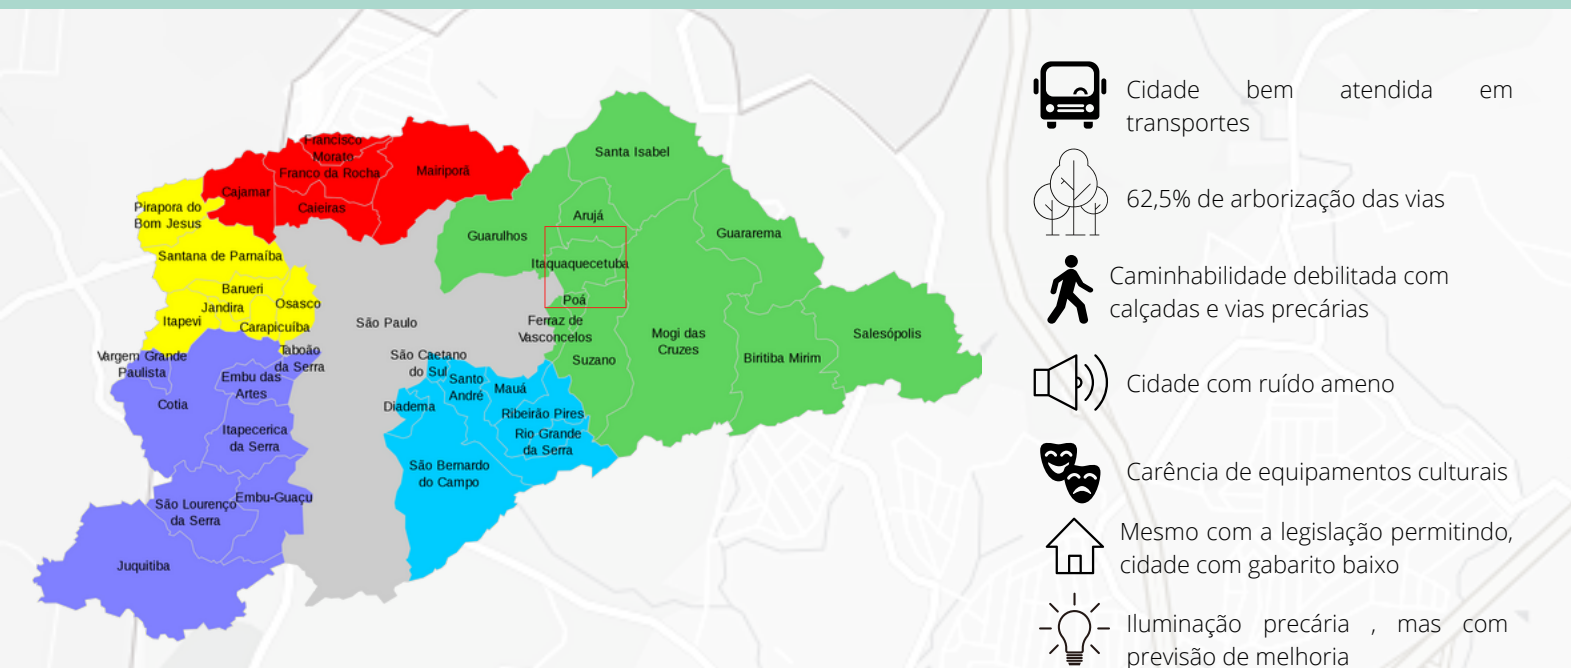 Francisco
Morato
Franco da Rocha
Mairiporã
Cajamar
Caieiras
Pirapora do
Bom Jesus
Santana de Parnaíba
Barueri
Jandira
Osasco
Itapevi
Carapicuíba
Santa Isabel
Arujá
Guarulhos
Guararema
Itaquaquecetuba
Poá
Ferraz de
Vasconcelos
Suzano
Mogi das
Cruzes
Biritiba Mirim
Salesópolis
São Paulo
Vargem Grande
Paulista
Taboão
da Serra
Embu das
Artes
Cotia
Itapecerica
da Serra
São Lourenço
da Serra
Embu-Guaçu
Juquitiba
São Caetano
do Sul
Santo
André
Mauá
Diadema
Ribeirão Pires
Rio Grande
da Serra
São Bernardo
do Campo
Cidade bem atendida em
transportes
62,5% de arborização das vias
Caminhabilidade debilitada com
calçadas e vias precárias
Cidade com ruído ameno
Carência de equipamentos culturais
Mesmo com a legislação permitindo,
cidade com gabarito baixo
Iluminação precária , mas com
previsão de melhoria